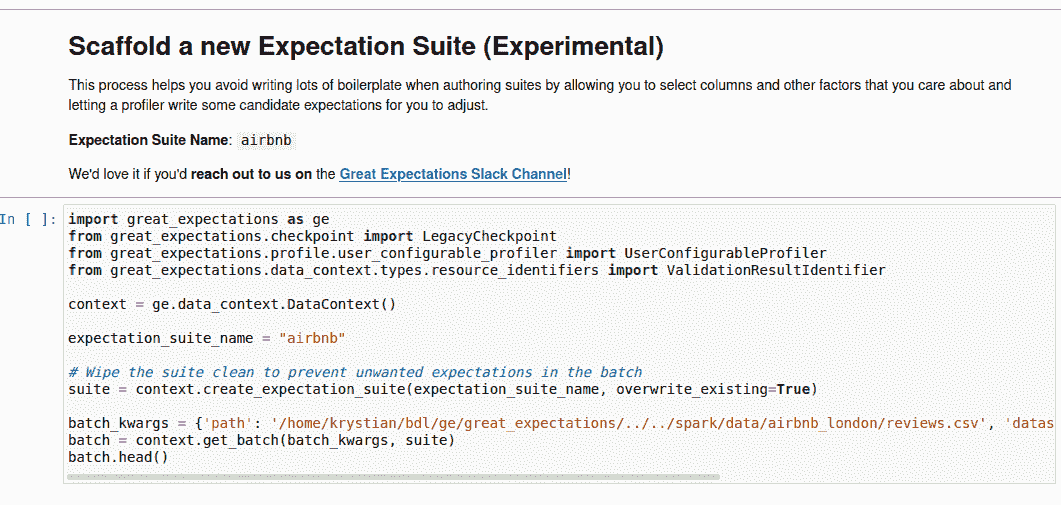 Scaffold a new Expectation Suite (Experimental)
This process helps you avoid writing lots of boilerplate when authoring suites by allowing you to select columns and other factors that you care about and
letting a profiler write some candidate expectations for you to adjust.
Expectation Suite Name: airbnb
We'd love it if you'd reach out to us on the Great Expectations Slack Channel!
In [ ]: import great_expectations as ge
from great_expectations.checkpoint import LegacyCheckpoint
from great_expectations.profile.user_configurable_profiler import UserConfigurableProfiler
from great_expectations.data_context.types.resource_identifiers import ValidationResultIdentifier
context = ge.data_context.DataContext()
expectation_suite_name = "airbnb"
# Wipe the suite clean to prevent unwanted expectations in the batch
suite = context.create_expectation_suite(expectation_suite_name, overwrite_existing=True)
batch_kwargs = {'path': '/home/krystian/bdl/ge/great_expectations/../../spark/data/airbnb_london/reviews.csv', 'datas
batch = context.get_batch(batch_kwargs, suite)
batch.head()